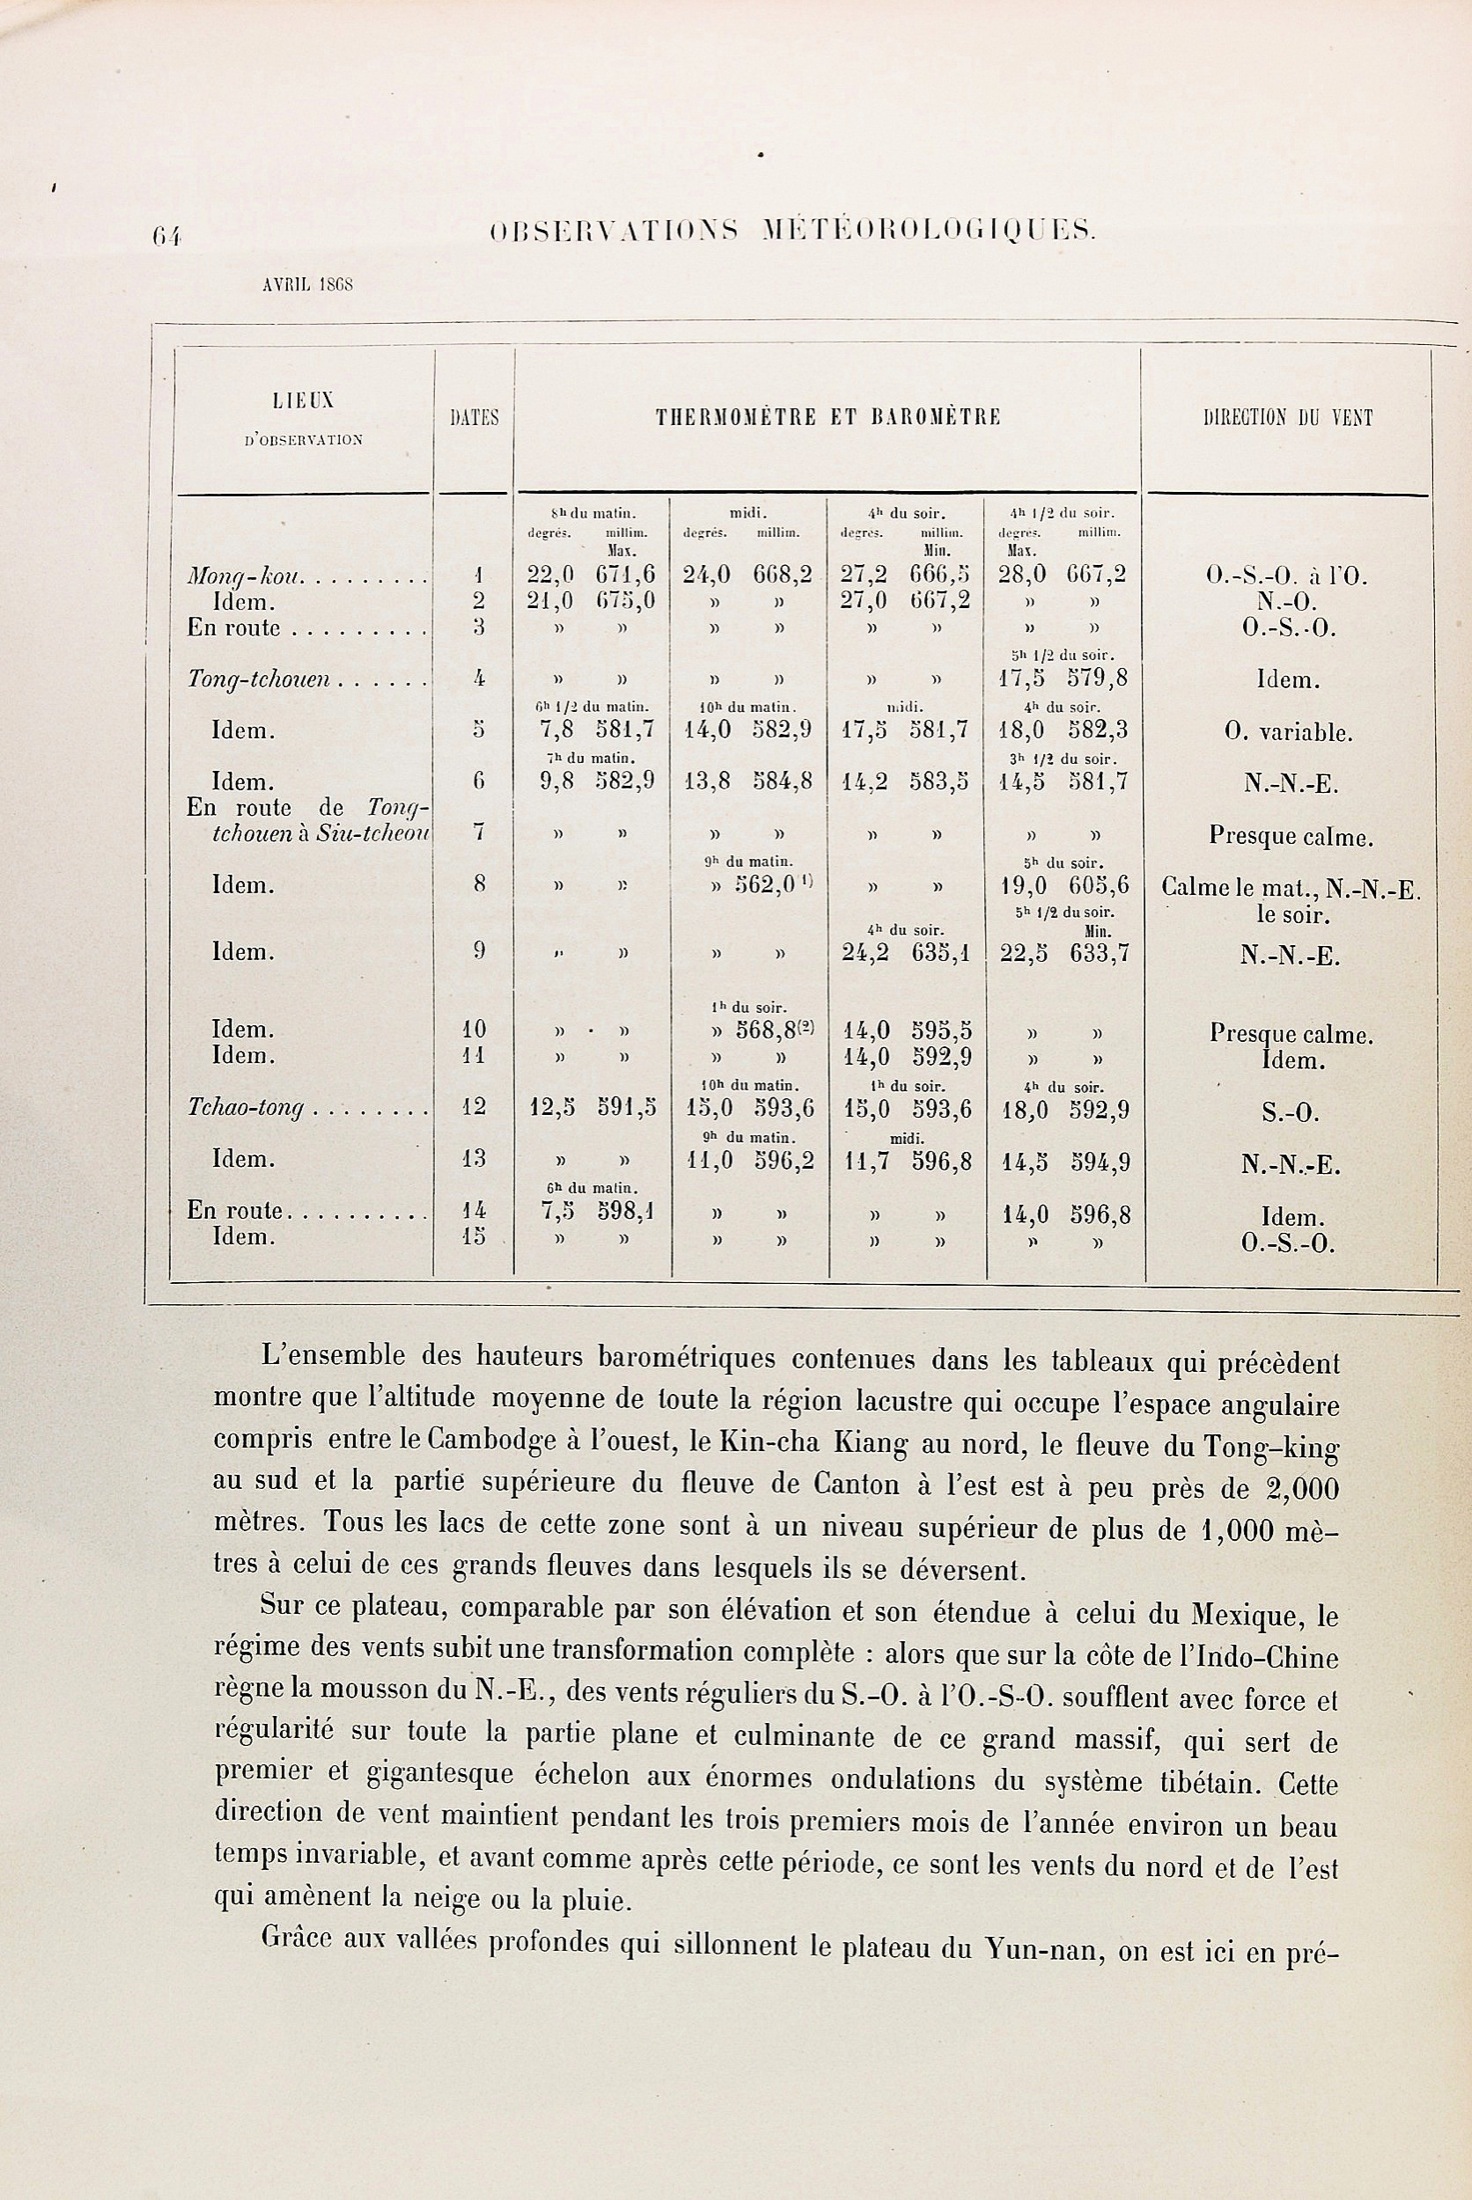 64
OBSERVATIONS MÉTÉOROLOGIQUES.
AVRIL 1868
LIEUX
D'OBSERVATION
DATES
THERMOMÈTRE ET BAROMÈTRE
DIRECTION DU VENT
8h du matin. midi. 4h du soir. 4h 1/2 du soir.
degrés. millim. degrés. millim. degrés. millim. degrés. millim.
Max. Min. Max.
Mong-kou. . . . . . . . . 1 22,0 671,6 24,0 668,2 27,2 666,5 28,0 667,2 O.-S.-O. à l'O.
Idem. 2 21,0 675,0 » » 27,0 667,2 » » N.-O.
En route . . . . . . . . . 3 » » » » » » » » O.-S.-O.
5h 1/2 du soir.
Tong-tchouen . . . . . . 4 » » » » » » 17,5 579,8 Idem.
6h 1/2 du matin. 10h du matin. midi. 4h du soir.
Idem. 5 7,8 581,7 14,0 582,9 17,5 581,7 18,0 582,3 O. variable.
7h du matin. 3h 1/2 du soir.
Idem. 6 9,8 582,9 13,8 584,8 14,2 583,5 14,5 581,7 N.-N.-E.
En route de Tong-
tchouen à Siu-tcheou 7 » » » » » » » » Presque calme.
9h du matin. 5h du soir.
Idem. 8 » » » 562,0 1) » » 19,0 605,6 Calme le mat., N.-N.-E.
5h 1/2 du soir. le soir.
4h du soir. Min.
Idem. 9 » » » » 24,2 635,1 22,5 633,7 N.-N.-E.
1h du soir.
Idem. 10 » » » 568,8(2) 14,0 595,5 » » Presque calme.
Idem. 11 » » » » 14,0 592,9 » » Idem.
10h du matin. 1h du soir. 4h du soir.
Tchao-tong . . . . . . . . 12 12,5 591,5 15,0 593,6 15,0 593,6 18,0 592,9 S.-O.
9h du matin. midi.
Idem. 13 » » 11,0 596,2 11,7 596,8 14,5 594,9 N.-N.-E.
6h du matin.
En route. . . . . . . . . . 14 7,5 598,1 » » » » 14,0 596,8 Idem.
Idem. 15 » » » » » » » » O.-S.-O.
L'ensemble des hauteurs barométriques contenues dans les tableaux qui précèdent
montre que l'altitude moyenne de toute la région lacustre qui occupe l'espace angulaire
compris entre le Cambodge à l'ouest, le Kin-cha Kiang au nord, le fleuve du Tong-king
au sud et la partie supérieure du fleuve de Canton à l'est est à peu près de 2,000
mètres. Tous les lacs de cette zone sont à un niveau supérieur de plus de 1,000 mè-
tres à celui de ces grands fleuves dans lesquels ils se déversent.
Sur ce plateau, comparable par son élévation et son étendue à celui du Mexique, le
régime des vents subit une transformation complète : alors que sur la côte de l'Indo-Chine
règne la mousson du N.-E., des vents réguliers du S.-O. à l'O.-S-O. soufflent avec force et
régularité sur toute la partie plane et culminante de ce grand massif, qui sert de
premier et gigantesque échelon aux énormes ondulations du système tibétain. Cette
direction de vent maintient pendant les trois premiers mois de l'année environ un beau
temps invariable, et avant comme après cette période, ce sont les vents du nord et de l'est
qui amènent la neige ou la pluie.
Grâce aux vallées profondes qui sillonnent le plateau du Yun-nan, on est ici en pré-